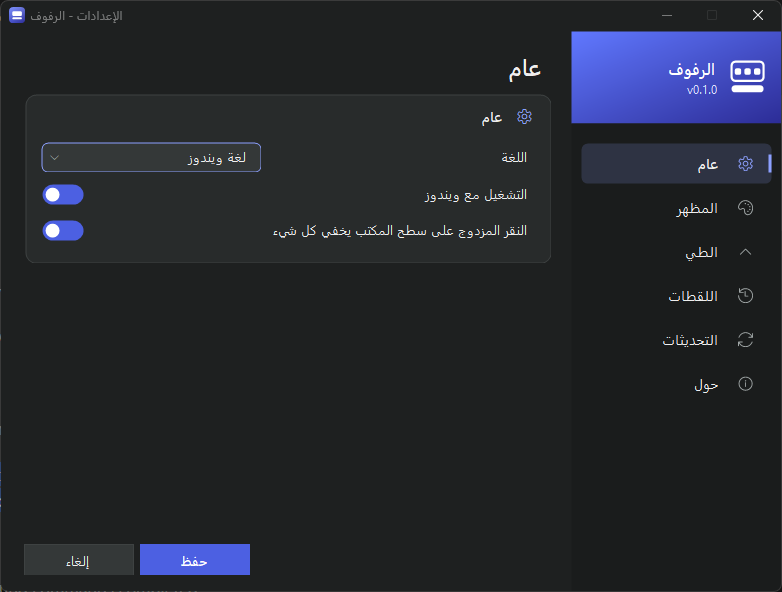 الإعدادات - الرفوف
الرفوف
v0.1.0
عام
المظهر
الطي
اللقطات
التحديثات
حول
عام
عام
اللغة
لغة ويندوز
التشغيل مع ويندوز
النقر المزدوج على سطح المكتب يخفي كل شيء
حفظ
إلغاء